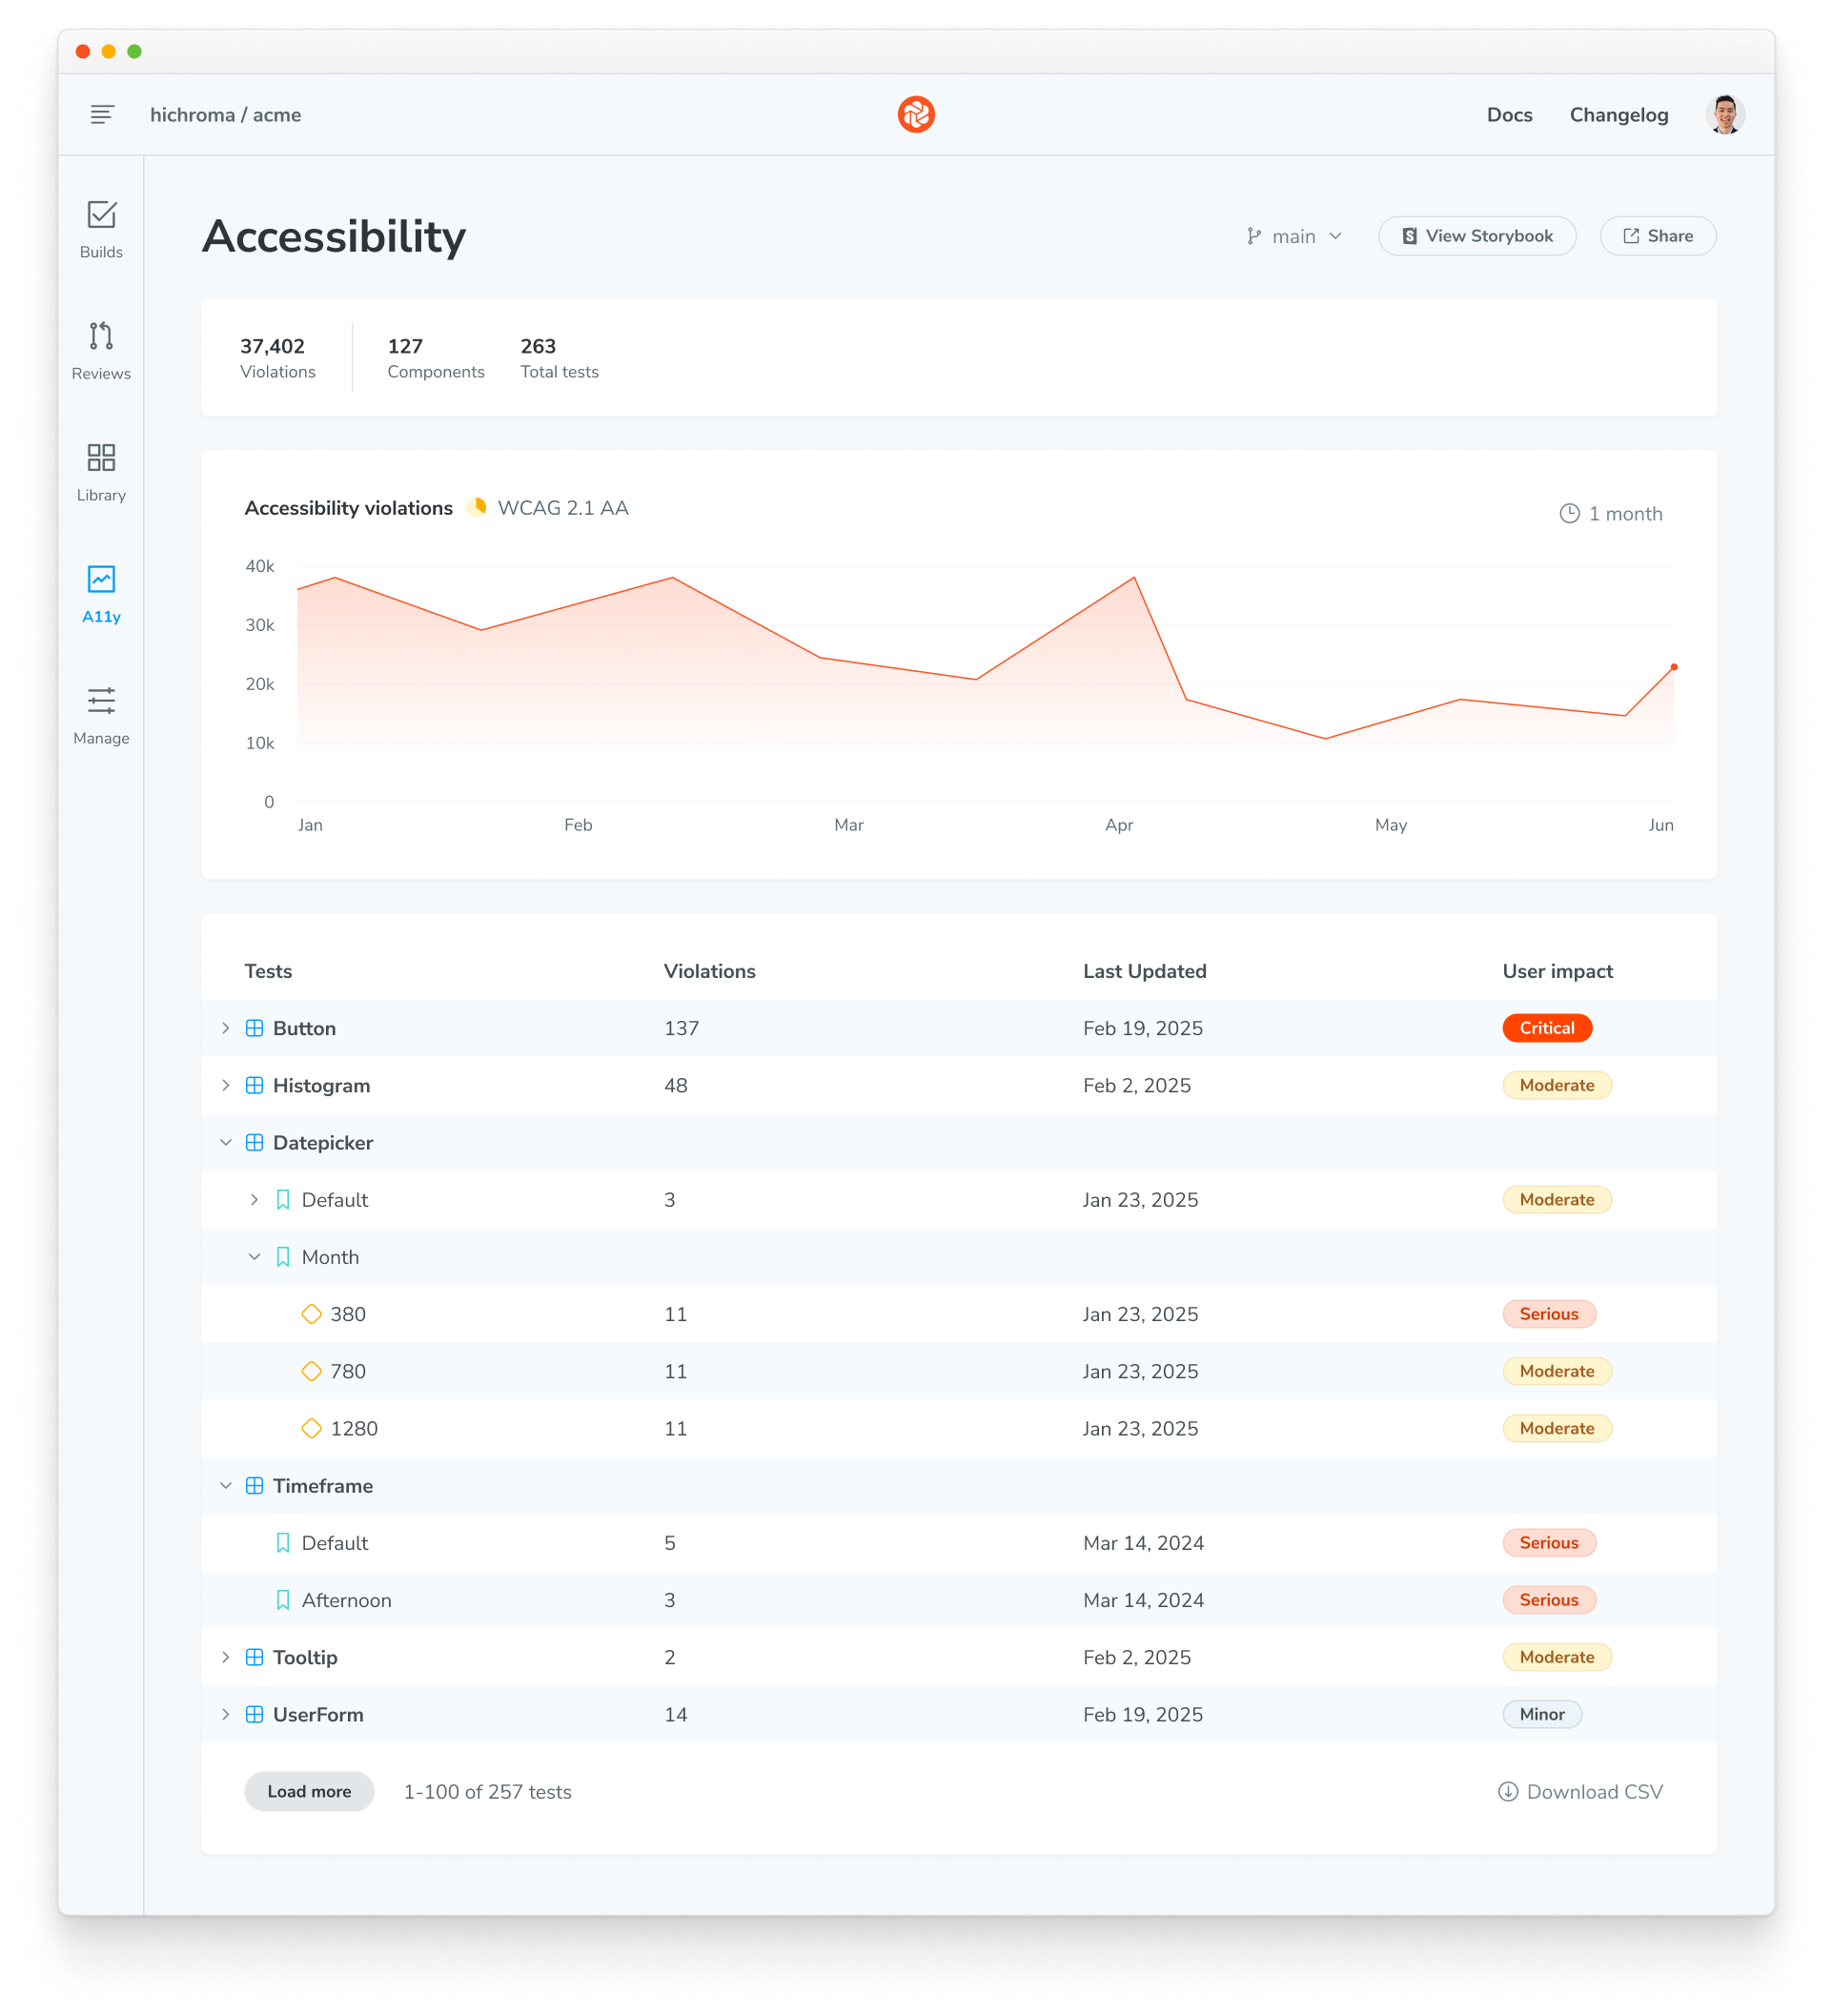 hichroma / acme
Docs Changelog
Builds
Reviews
Library
A11y
Manage
Accessibility
main View Storybook Share
37,402 127 263
Violations Components Total tests
Accessibility violations WCAG 2.1 AA
1 month
40k
30k
20k
10k
0
Jan Feb Mar Apr May Jun
Tests Violations Last Updated User impact
Button 137 Feb 19, 2025 Critical
Histogram 48 Feb 2, 2025 Moderate
Datepicker
Default 3 Jan 23, 2025 Moderate
Month
380 11 Jan 23, 2025 Serious
780 11 Jan 23, 2025 Moderate
1280 11 Jan 23, 2025 Moderate
Timeframe
Default 5 Mar 14, 2024 Serious
Afternoon 3 Mar 14, 2024 Serious
Tooltip 2 Feb 2, 2025 Moderate
UserForm 14 Feb 19, 2025 Minor
Load more 1-100 of 257 tests Download CSV